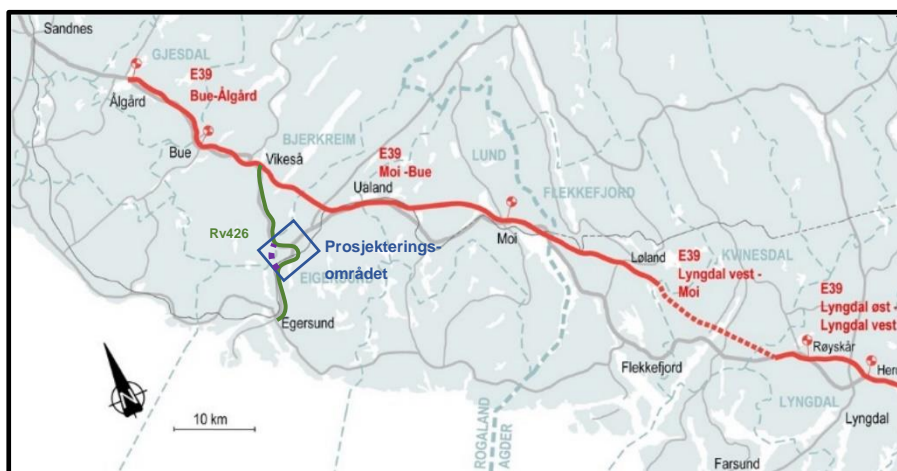 Sandnes
GJESDAL
E39
Bue-Ålgård
Ålgård
Bue
BJERKREIM
Vikeså
E39
Moi -Bue
LUND
Ualand
FLEKKEFJORD
Rv426
Prosjekterings-
området
Moi
EIGERSUND
Løland
KVINESDAL
E39
Lyngdal vest -
Moi
E39
Lyngdal øst -
Lyngdal vest
Egersund
Røyskår
Flekkefjord
N
10 km
LYNGDAL
Lyngdal
ROGALAND
AGDER
Farsund